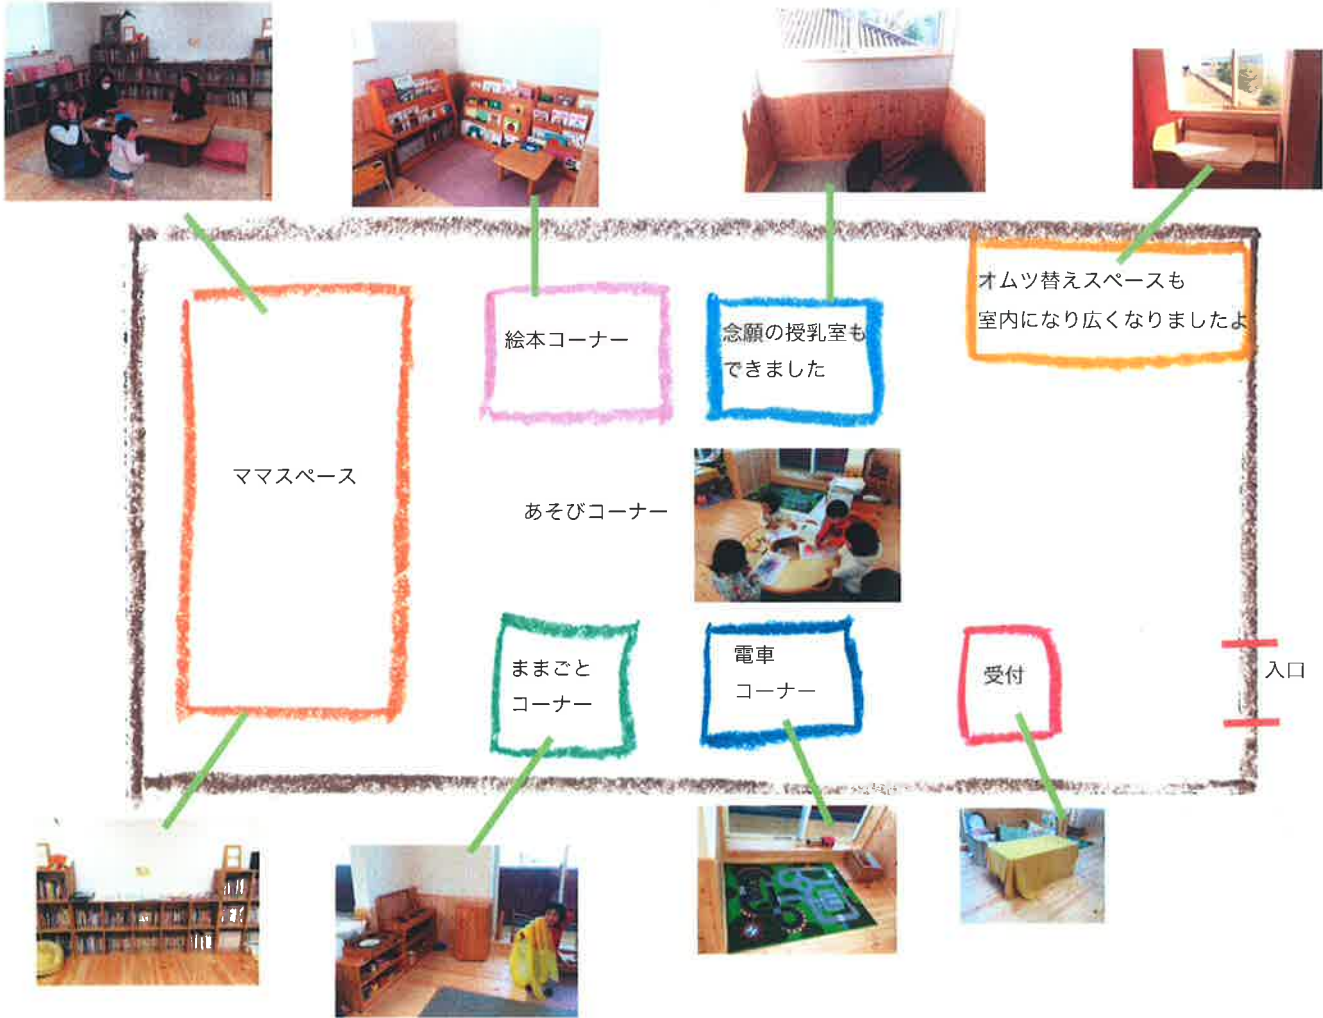 オムツ替えスペースも
室内になり広くなりましたよ
絵本コーナー
念願の授乳室も
できました
ママスペース
あそびコーナー
ままごと
コーナー
電車
コーナー
受付
入口